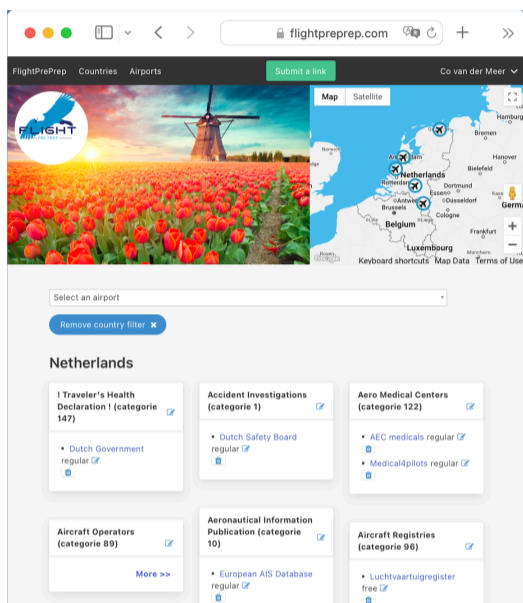 flightpreprep.com
FlightPrePrep Countries Airports Submit a link Co van der Meer
FLIGHT
Map Satellite
Hamburg
Bremen
Norwich
Hanover
Netherlands
Bielefeld
Rotterdam
Dortmund
Essen
Düsseldorf
Brussels
Cologne
Belgium
Frankfurt
Luxembourg
Keyboard shortcuts Map Data Terms of Use
Select an airport
Remove country filter ×
Netherlands
! Traveler's Health
Declaration ! (categorie
147)
• Dutch Government
regular
Accident Investigations
(categorie 1)
• Dutch Safety Board
regular
Aero Medical Centers
(categorie 122)
• AEC medicals regular
• Medical4pilots regular
Aircraft Operators
(categorie 89)
More >>
Aeronautical Information
Publication (categorie
10)
• European AIS Database
regular
Aircraft Registries
(categorie 96)
• Luchtvaartuigregister
free